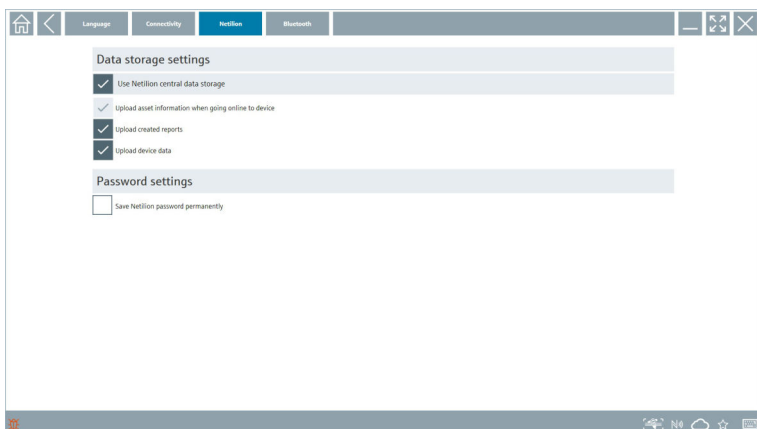 Language Connectivity Netilion Bluetooth
Data storage settings
Use Netilion central data storage
Upload asset information when going online to device
Upload created reports
Upload device data
Password settings
Save Netilion password permanently